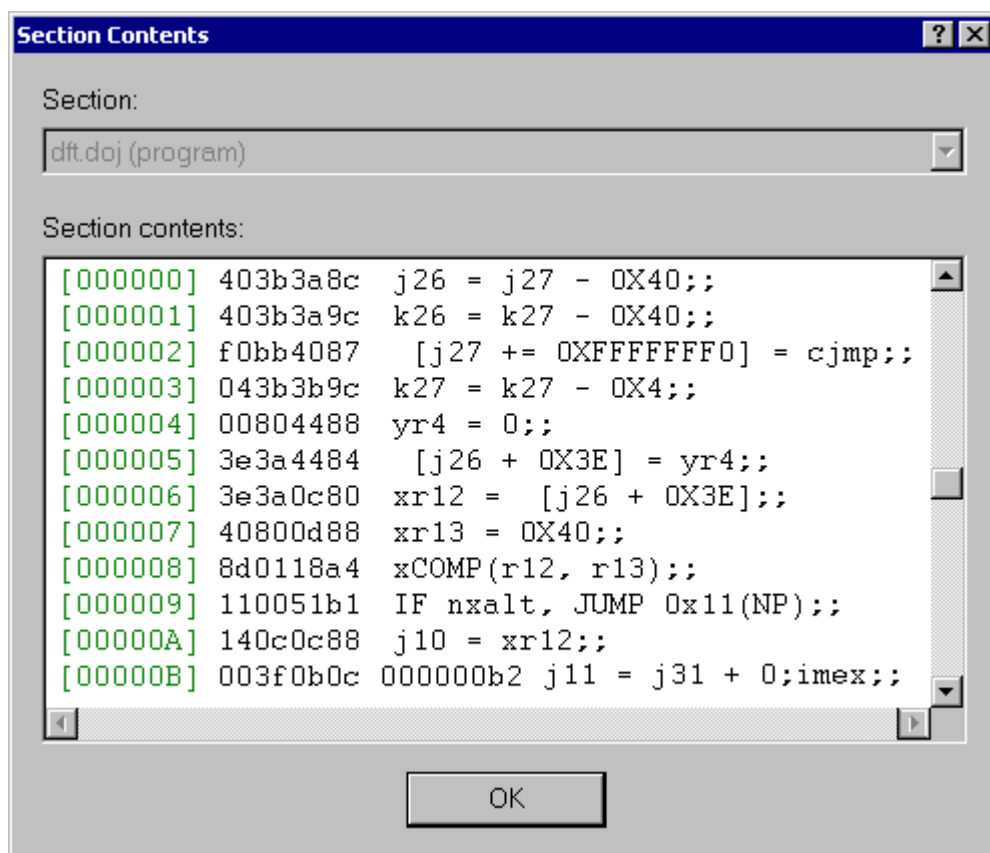 Section Contents
Section:
dft.doj (program)
Section contents:
[000000] 403b3a8c j26 = j27 - 0X40;;
[000001] 403b3a9c k26 = k27 - 0X40;;
[000002] f0bb4087 [j27 += 0XFFFFFFF0] = cjmp;;
[000003] 043b3b9c k27 = k27 - 0X4;;
[000004] 00804488 yr4 = 0;;
[000005] 3e3a4484 [j26 + 0X3E] = yr4;;
[000006] 3e3a0c80 xr12 = [j26 + 0X3E];;
[000007] 40800d88 xr13 = 0X40;;
[000008] 8d0118a4 xCOMP(r12, r13);;
[000009] 110051b1 IF nxalt, JUMP 0x11(NP);;
[00000A] 140c0c88 j10 = xr12;;
[00000B] 003f0b0c 000000b2 j11 = j31 + 0;imex;;
OK